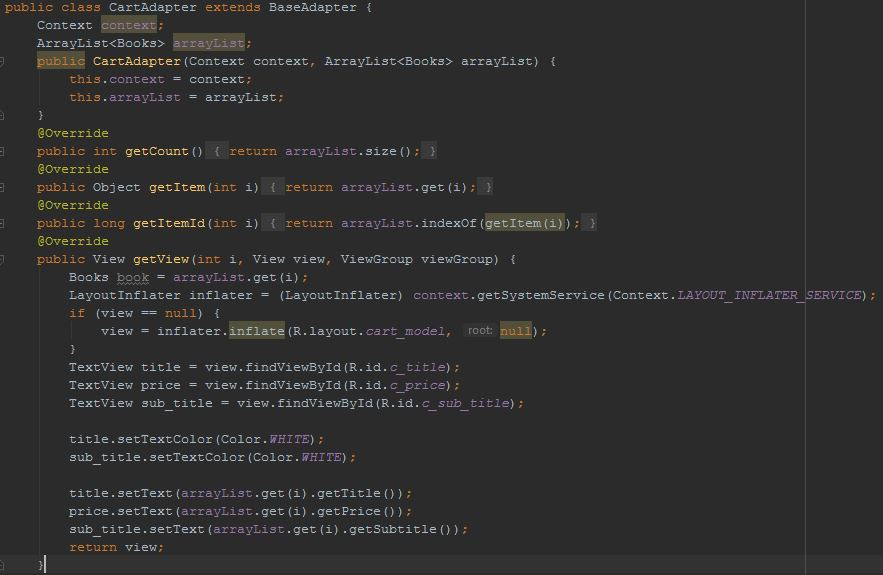 public class CartAdapter extends BaseAdapter {
    Context context;
    ArrayList<Books> arrayList;
    public CartAdapter(Context context, ArrayList<Books> arrayList) {
        this.context = context;
        this.arrayList = arrayList;
    }
    @Override
    public int getCount() { return arrayList.size(); }
    @Override
    public Object getItem(int i) { return arrayList.get(i); }
    @Override
    public long getItemId(int i) { return arrayList.indexOf(getItem(i)); }
    @Override
    public View getView(int i, View view, ViewGroup viewGroup) {
        Books book = arrayList.get(i);
        LayoutInflater inflater = (LayoutInflater) context.getSystemService(Context.LAYOUT_INFLATER_SERVICE);
        if (view == null) {
            view = inflater.inflate(R.layout.cart_model, root: null);
        }
        TextView title = view.findViewById(R.id.c_title);
        TextView price = view.findViewById(R.id.c_price);
        TextView sub_title = view.findViewById(R.id.c_sub_title);

        title.setTextColor(Color.WHITE);
        sub_title.setTextColor(Color.WHITE);

        title.setText(arrayList.get(i).getTitle());
        price.setText(arrayList.get(i).getPrice());
        sub_title.setText(arrayList.get(i).getSubtitle());
        return view;
    }